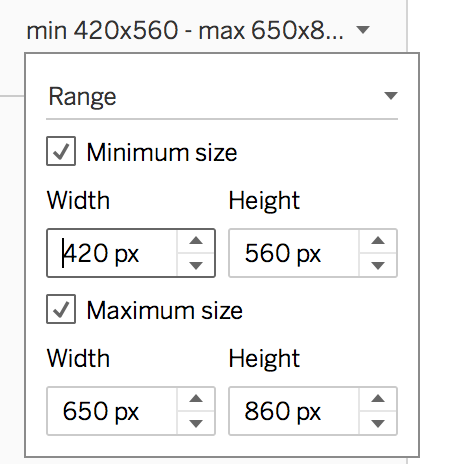 min 420x560 - max 650x8...
Range
Minimum size
Width Height
420 px 560 px
Maximum size
Width Height
650 px 860 px